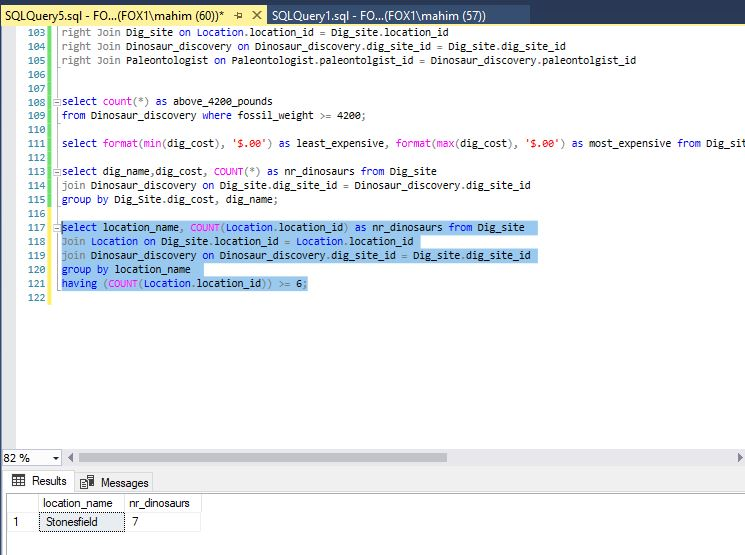 SQLQuery5.sql - FO...(FOX1\mahim (60))* SQLQuery1.sql - FO...(FOX1\mahim (57))
103 right Join Dig_site on Location.location_id = Dig_site.location_id
104 right Join Dinosaur_discovery on Dinosaur_discovery.dig_site_id = Dig_site.dig_site_id
105 right Join Paleontologist on Paleontologist.paleontolgist_id = Dinosaur_discovery.paleontolgist_id
106
107
108 select count(*) as above_4200_pounds
109 from Dinosaur_discovery where fossil_weight >= 4200;
110
111 select format(min(dig_cost), '$.00') as least_expensive, format(max(dig_cost), '$.00') as most_expensive from Dig_sit
112
113 select dig_name,dig_cost, COUNT(*) as nr_dinosaurs from Dig_site
114 join Dinosaur_discovery on Dig_site.dig_site_id = Dinosaur_discovery.dig_site_id
115 group by Dig_Site.dig_cost, dig_name;
116
117 select location_name, COUNT(Location.location_id) as nr_dinosaurs from Dig_site
118 Join Location on Dig_site.location_id = Location.location_id
119 join Dinosaur_discovery on Dinosaur_discovery.dig_site_id = Dig_site.dig_site_id
120 group by location_name
121 having (COUNT(Location.location_id)) >= 6;
122
82 %
Results Messages
location_name nr_dinosaurs
1 Stonesfield 7